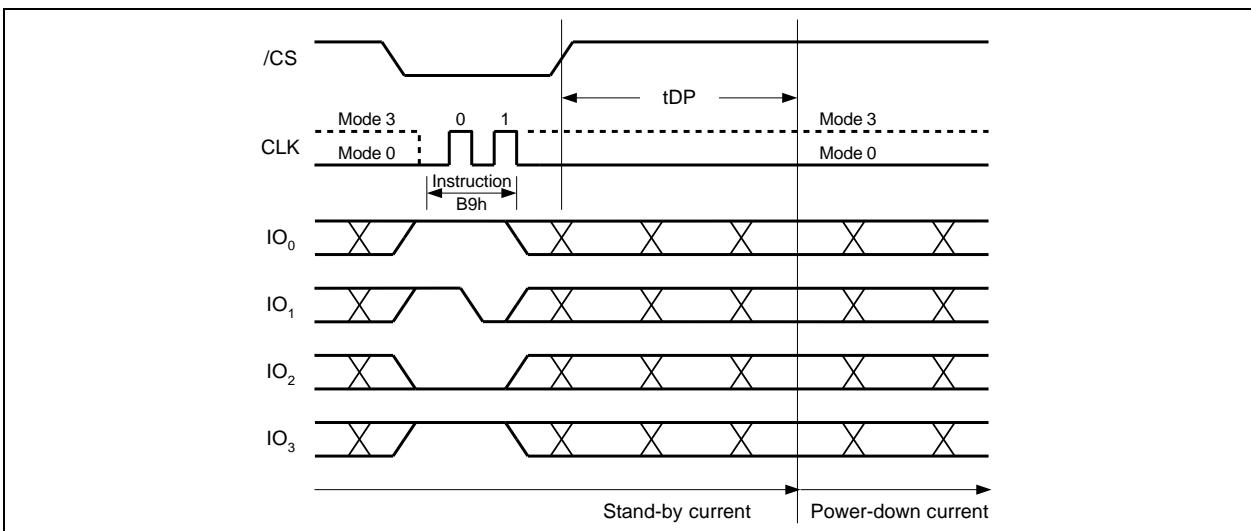 /CS
tDP
Mode 3 0 1 Mode 3
CLK
Mode 0 Mode 0
Instruction
B9h
IO0
IO1
IO2
IO3
Stand-by current Power-down current